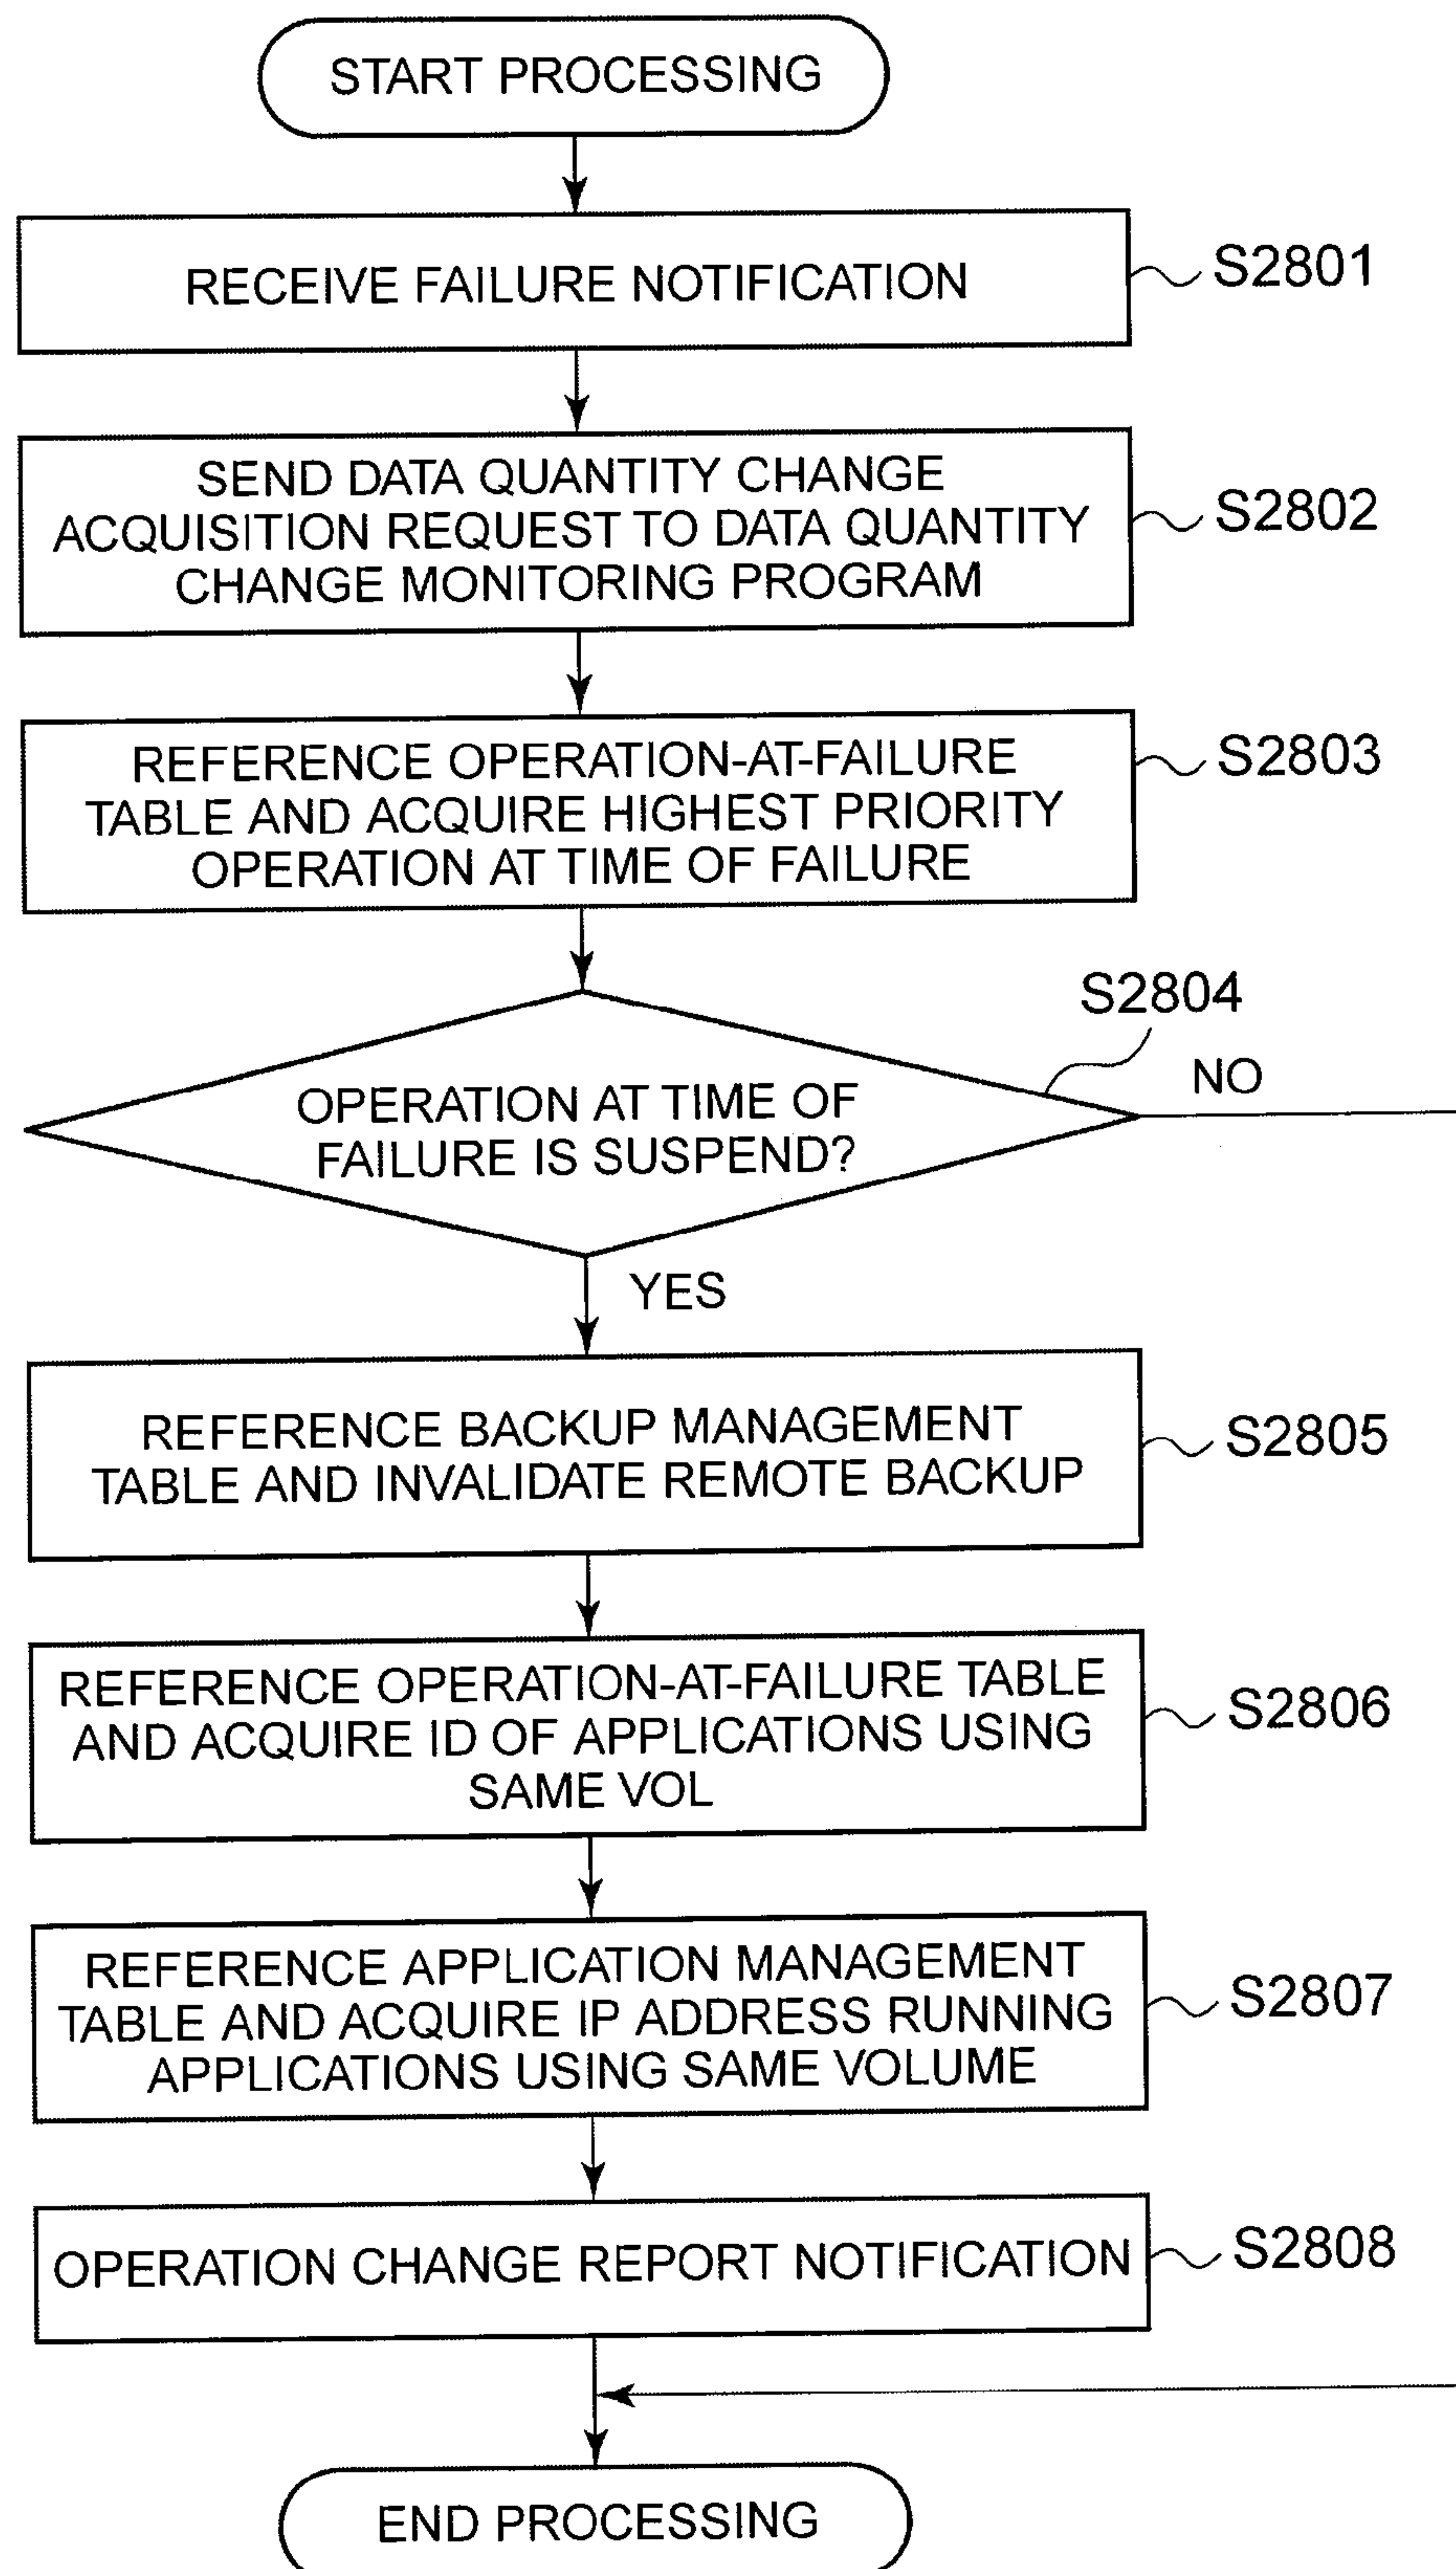 START PROCESSING
RECEIVE FAILURE NOTIFICATION
S2801
SEND DATA QUANTITY CHANGE
ACQUISITION REQUEST TO DATA QUANTITY
CHANGE MONITORING PROGRAM
S2802
REFERENCE OPERATION-AT-FAILURE
TABLE AND ACQUIRE HIGHEST PRIORITY
OPERATION AT TIME OF FAILURE
S2803
S2804
NO
OPERATION AT TIME OF
FAILURE IS SUSPEND?
YES
REFERENCE BACKUP MANAGEMENT
TABLE AND INVALIDATE REMOTE BACKUP
S2805
REFERENCE OPERATION-AT-FAILURE TABLE
AND ACQUIRE ID OF APPLICATIONS USING
SAME VOL
S2806
REFERENCE APPLICATION MANAGEMENT
TABLE AND ACQUIRE IP ADDRESS RUNNING
APPLICATIONS USING SAME VOLUME
S2807
OPERATION CHANGE REPORT NOTIFICATION
S2808
END PROCESSING